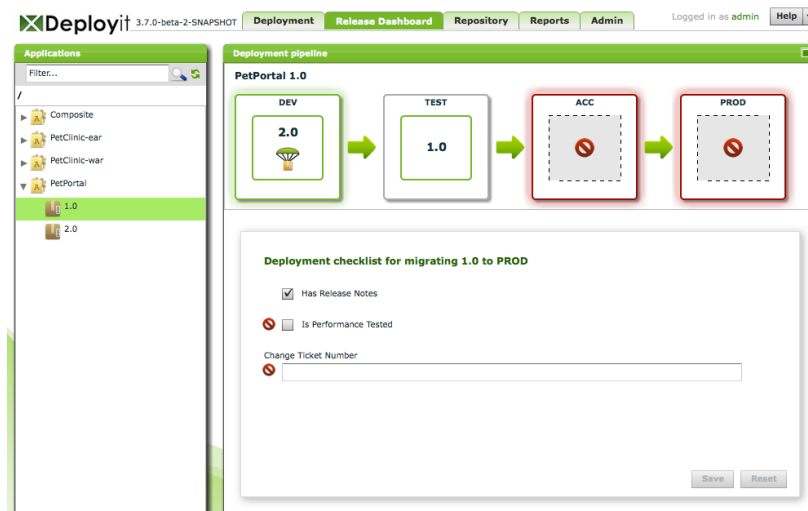 Deployit 3.7.0-beta-2-SNAPSHOT Deployment Release Dashboard Repository Reports Admin Logged in as admin Help
Applications
Filter...
/
Composite
PetClinic-ear
PetClinic-war
PetPortal
1.0
2.0
Deployment pipeline
PetPortal 1.0
DEV TEST ACC PROD
2.0 1.0
Deployment checklist for migrating 1.0 to PROD
Has Release Notes
Is Performance Tested
Change Ticket Number
Save Reset